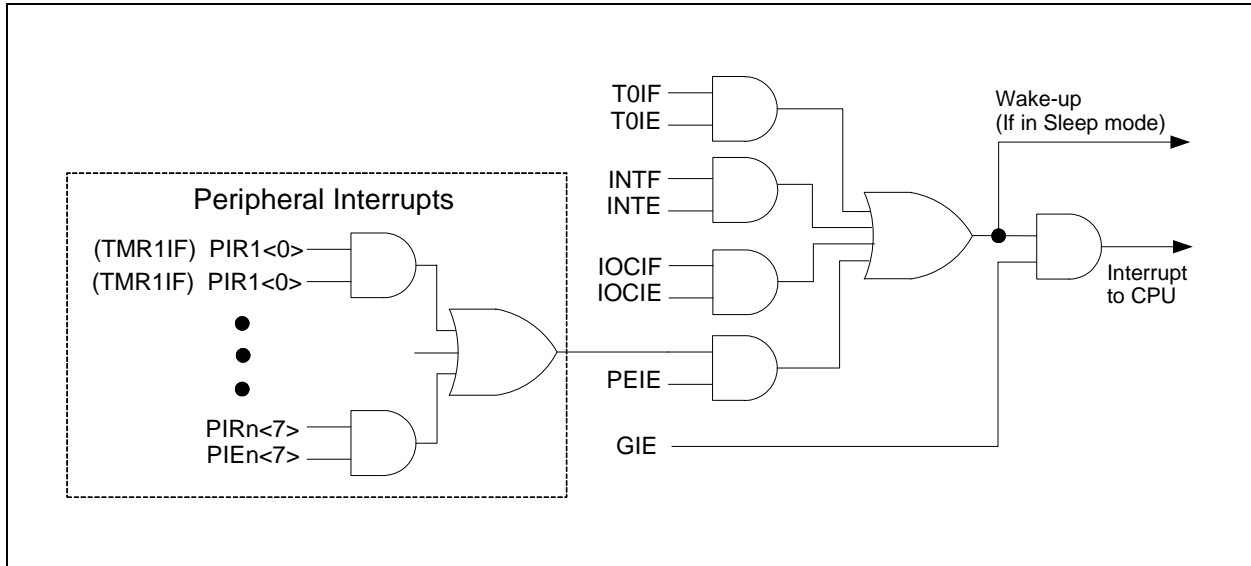 T0IF
T0IE
Wake-up
(If in Sleep mode)
INTF
INTE
Peripheral Interrupts
(TMR1IF) PIR1<0>
(TMR1IF) PIR1<0>
IOCIF
IOCIE
Interrupt
to CPU
PEIE
PIRn<7>
PIEn<7>
GIE